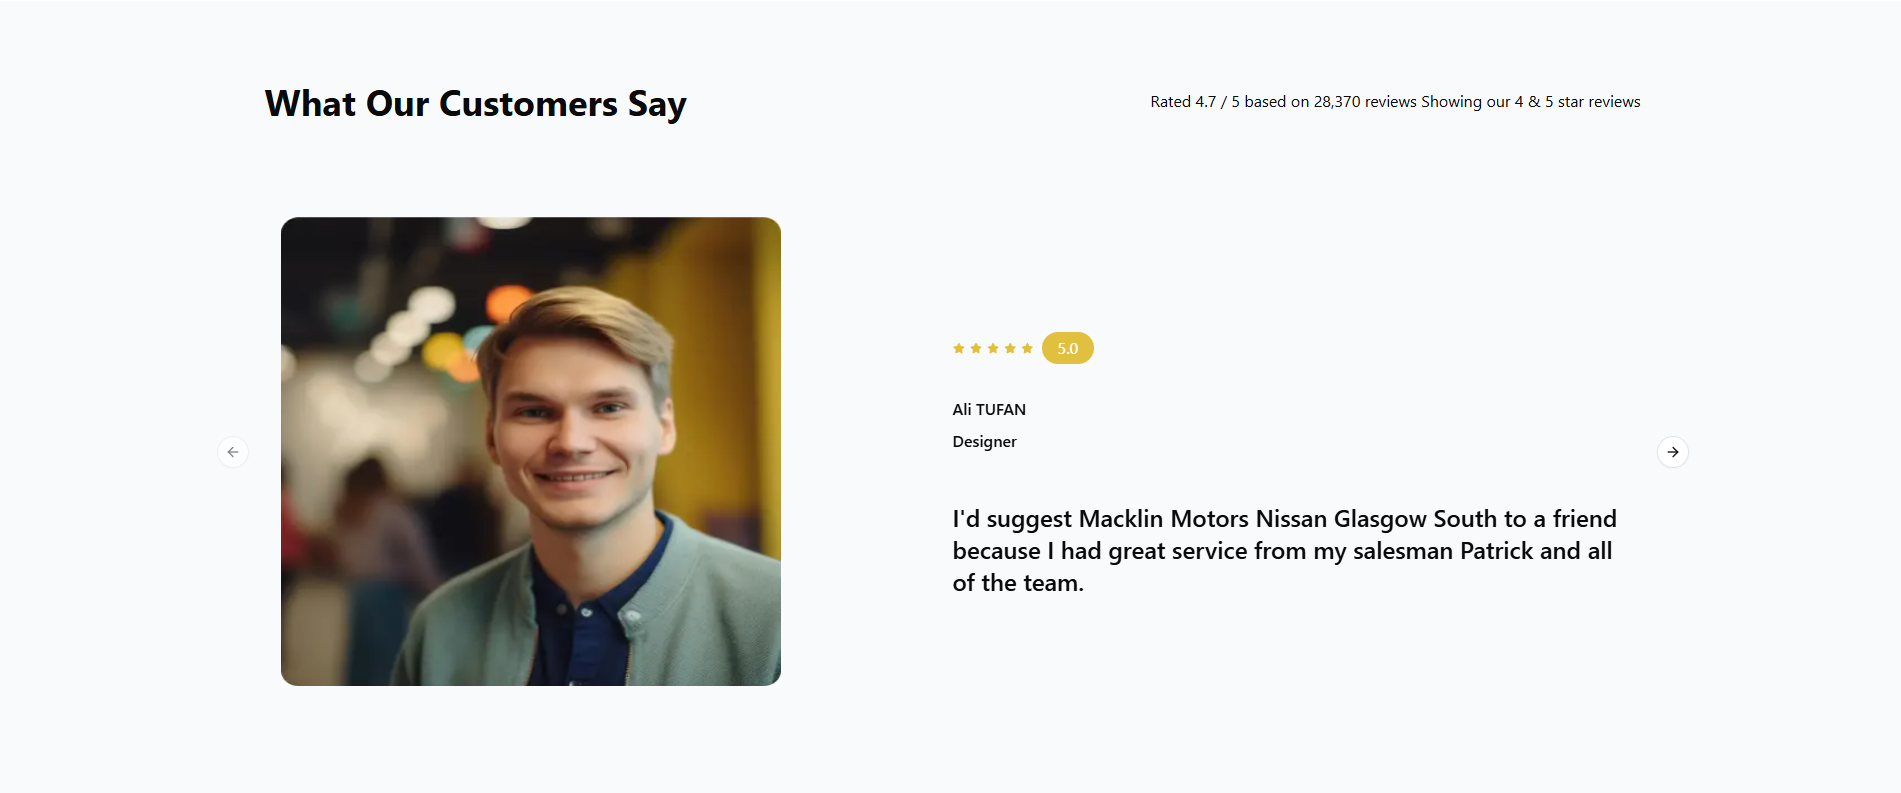 What Our Customers Say
Rated 4.7 / 5 based on 28,370 reviews Showing our 4 & 5 star reviews
5.0
Ali TUFAN
Designer
I'd suggest Macklin Motors Nissan Glasgow South to a friend
because I had great service from my salesman Patrick and all
of the team.